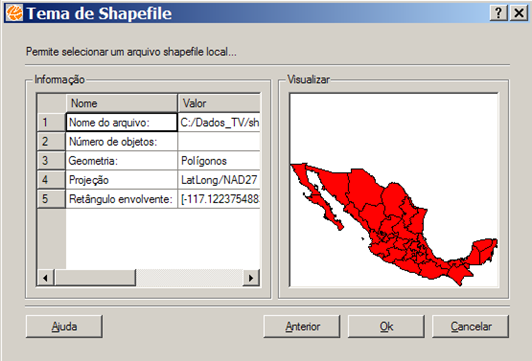 Tema de Shapefile
Permite selecionar um arquivo shapefile local...
Informação
Visualizar
Nome Valor
1 Nome do arquivo: C:/Dados_TV/sh
2 Número de objetos:
3 Geometria: Polígonos
4 Projeção LatLong/NAD27
5 Retângulo envolvente: [-117.122375488
Ajuda Anterior Ok Cancelar